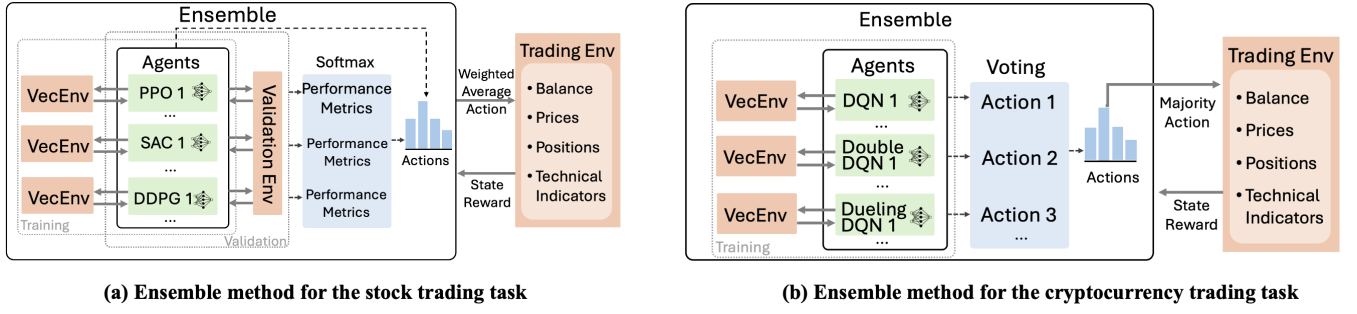 Ensemble
Agents
VecEnv
PPO 1
...
VecEnv
SAC 1
...
VecEnv
DDPG 1
...
Training
Validation Env
Validation
Softmax
Performance
Metrics
Performance
Metrics
Performance
Metrics
Actions
Weighted
Average
Action
State
Reward
Trading Env
• Balance
• Prices
• Positions
• Technical
Indicators
(a) Ensemble method for the stock trading task
Ensemble
Agents
VecEnv
DQN 1
...
VecEnv
Double
DQN 1
...
VecEnv
Dueling
DQN 1
...
Training
Voting
Action 1
Action 2
Action 3
...
Actions
Majority
Action
State
Reward
Trading Env
• Balance
• Prices
• Positions
• Technical
Indicators
(b) Ensemble method for the cryptocurrency trading task